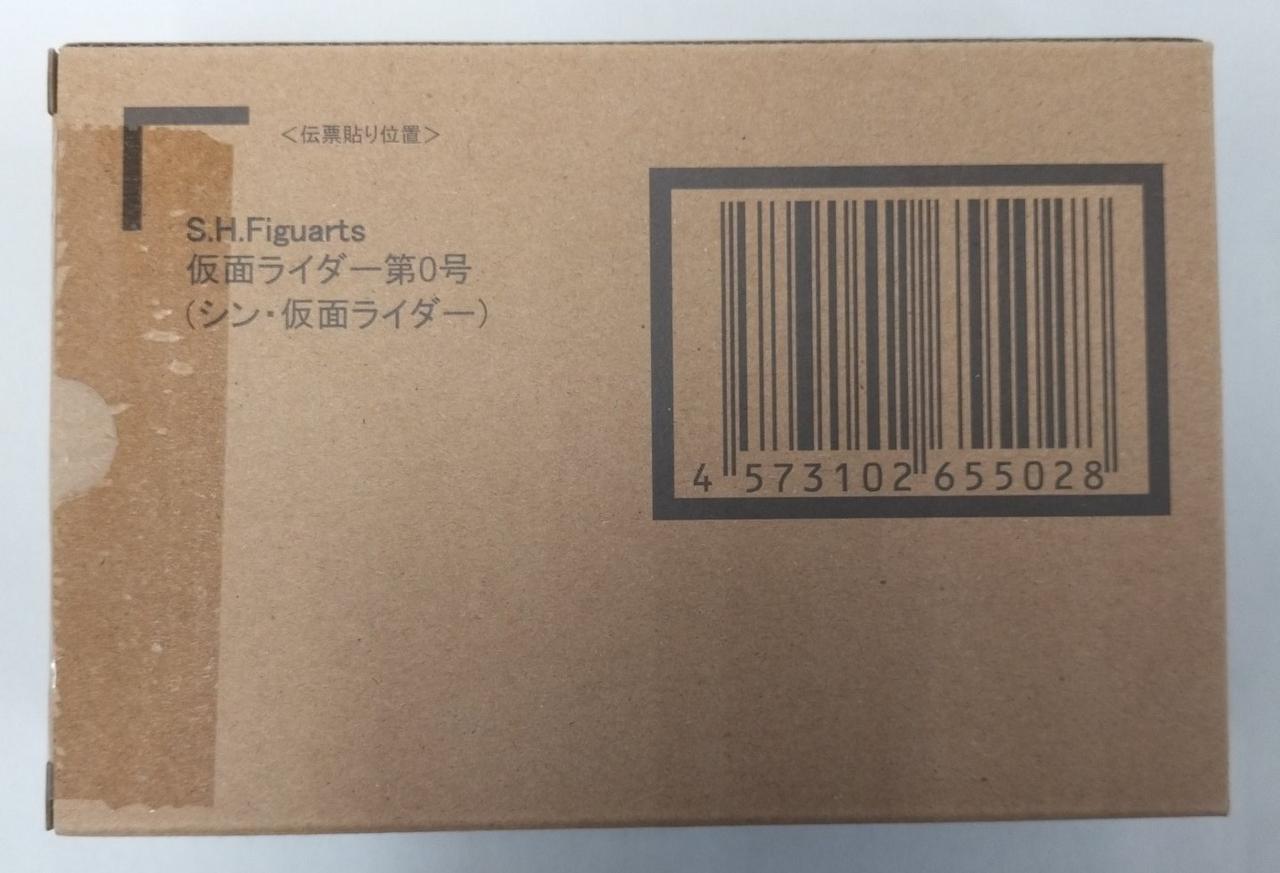 ＜伝票貼り位置＞
S.H.Figuarts
仮面ライダー第0号
(シン・仮面ライダー)
4 573102 655028